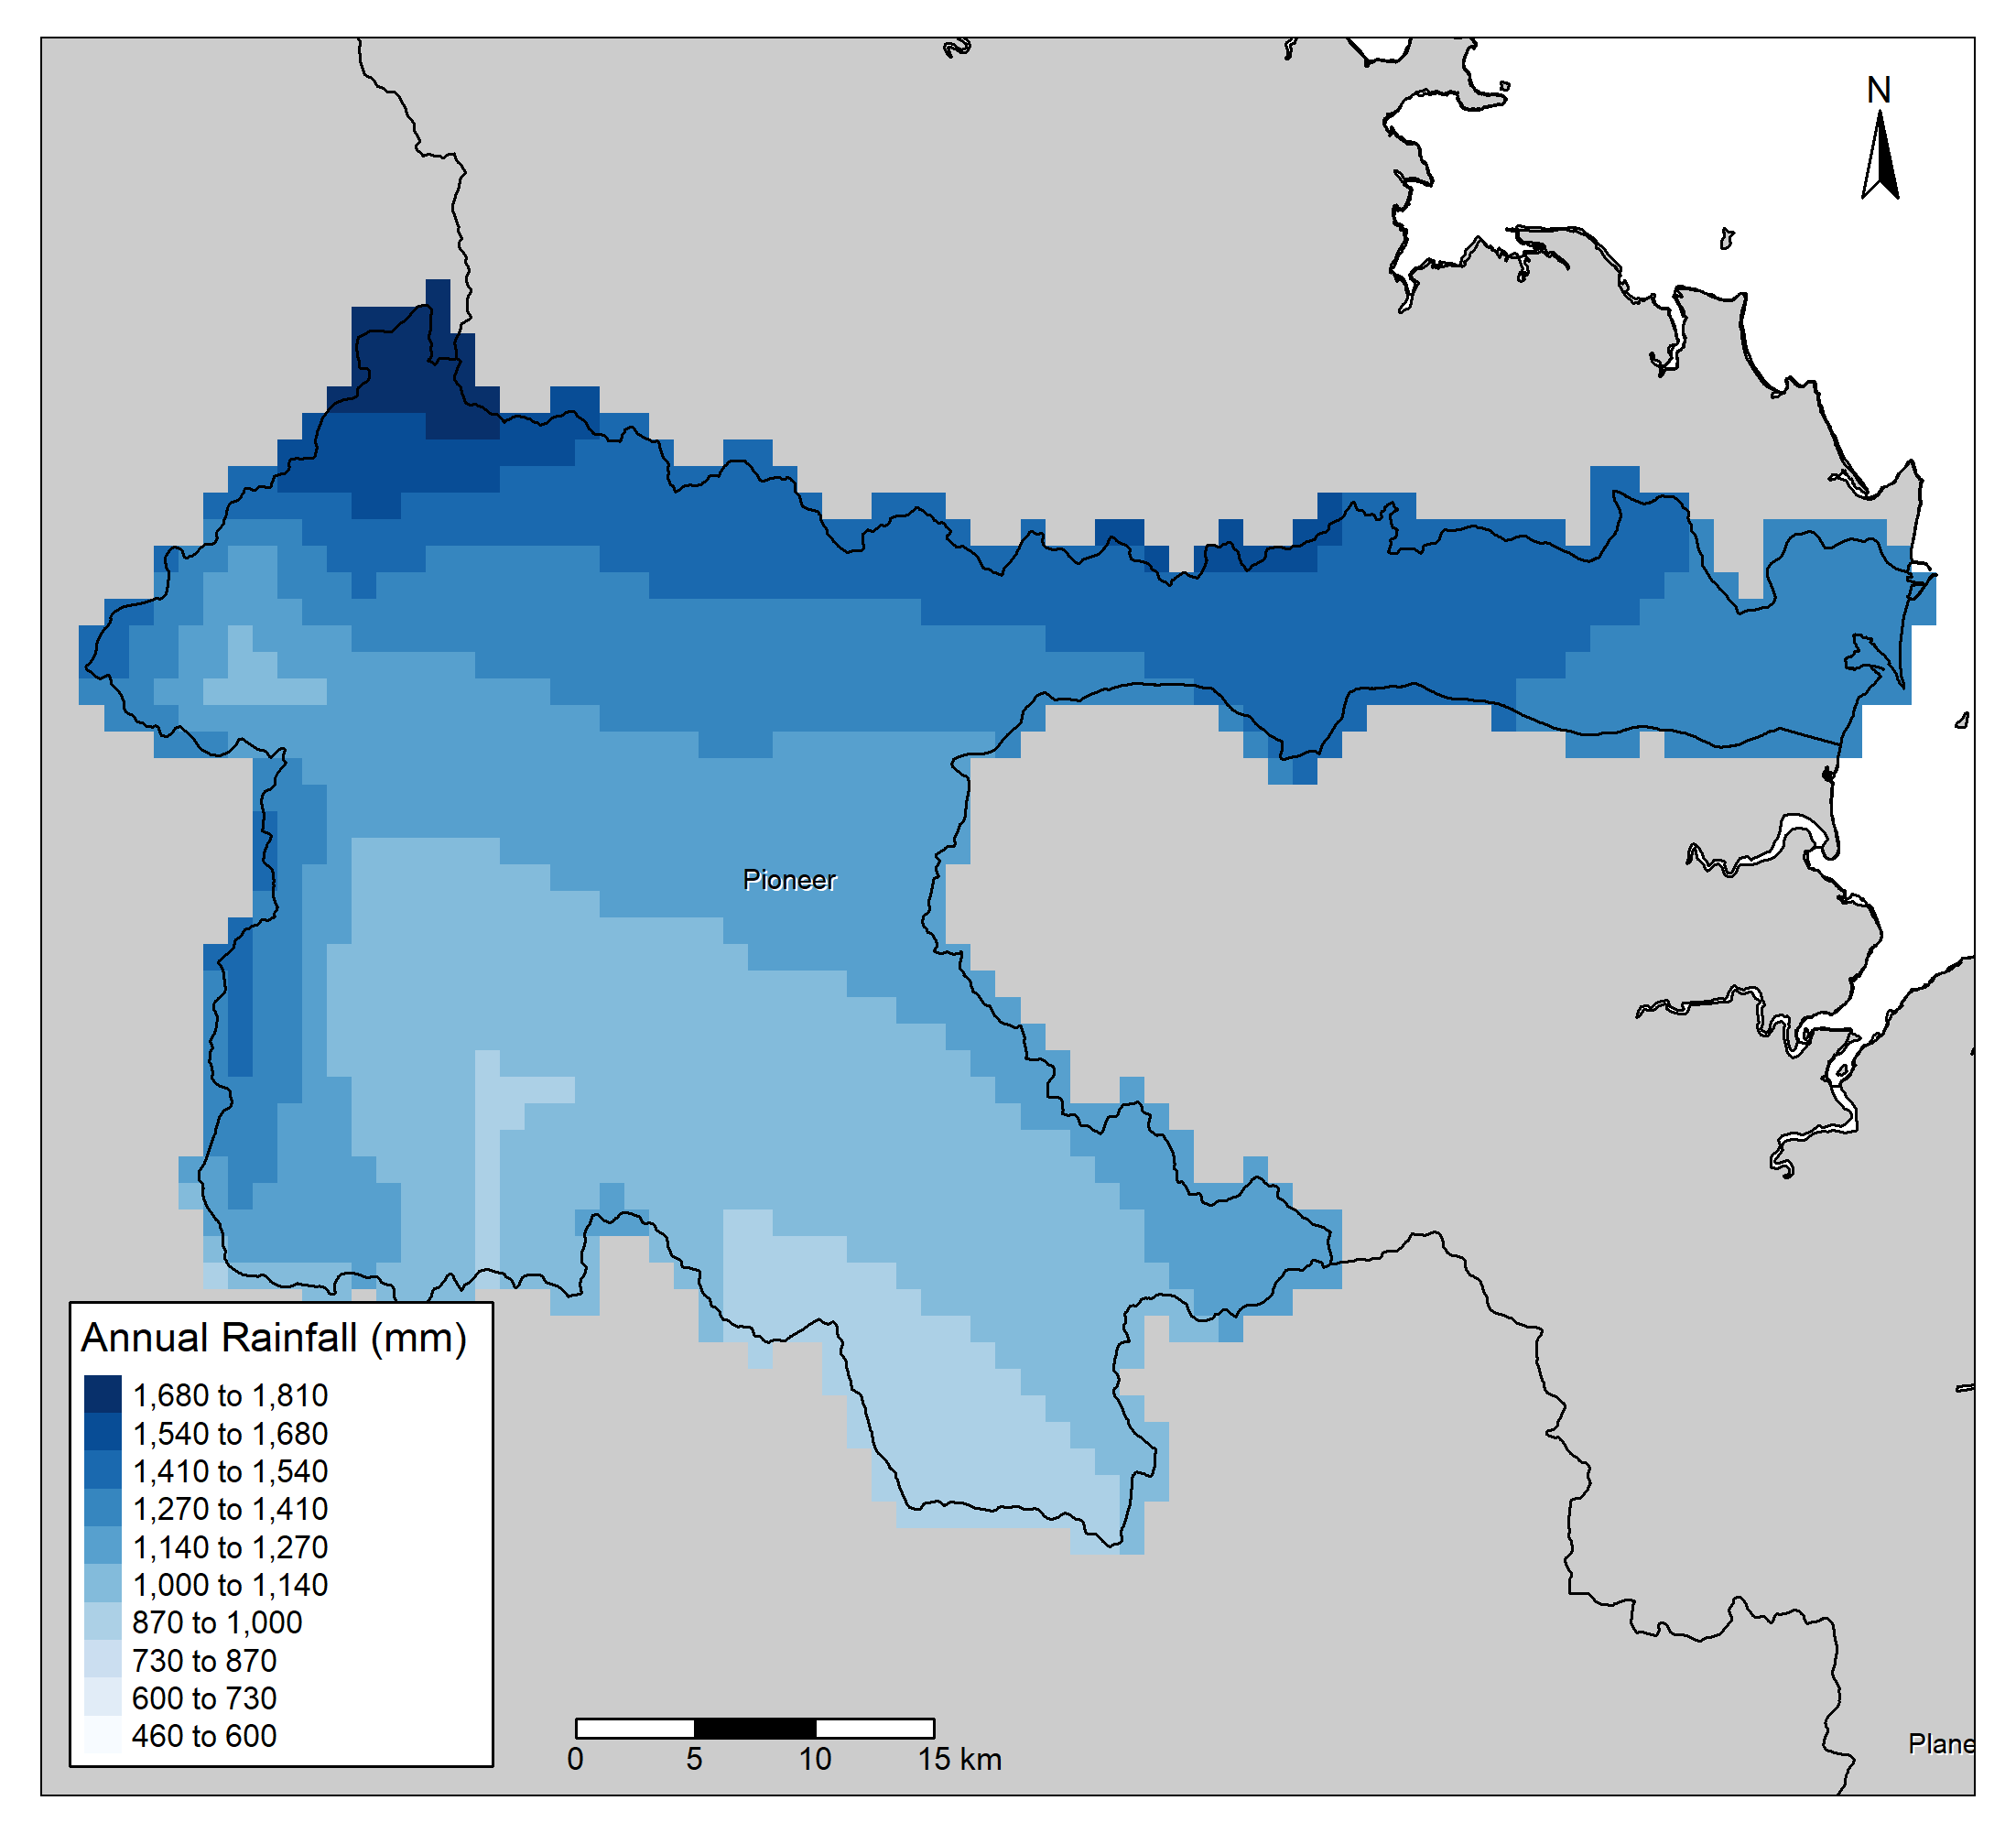 N
Pioneer
Annual Rainfall (mm)
1,680 to 1,810
1,540 to 1,680
1,410 to 1,540
1,270 to 1,410
1,140 to 1,270
1,000 to 1,140
870 to 1,000
730 to 870
600 to 730
460 to 600
0 5 10 15 km
Plane